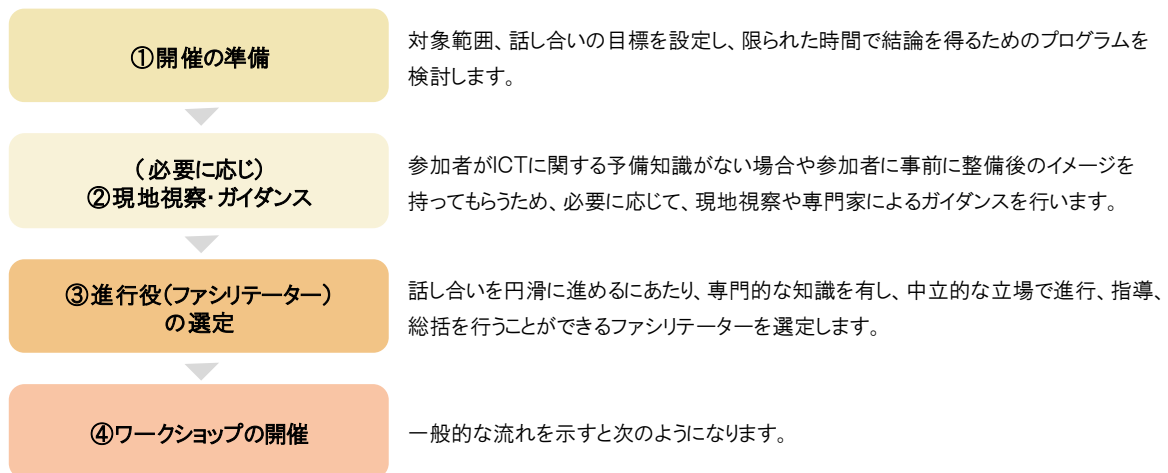 ①開催の準備
対象範囲、話し合いの目標を設定し、限られた時間で結論を得るためのプログラムを
検討します。
(必要に応じ)
②現地視察・ガイダンス
参加者がICTに関する予備知識がない場合や参加者に事前に整備後のイメージを
持ってもらうため、必要に応じて、現地視察や専門家によるガイダンスを行います。
③進行役(ファシリテーター)
の選定
話し合いを円滑に進めるにあたり、専門的な知識を有し、中立的な立場で進行、指導、
総括を行うことができるファシリテーターを選定します。
④ワークショップの開催
一般的な流れを示すと次のようになります。